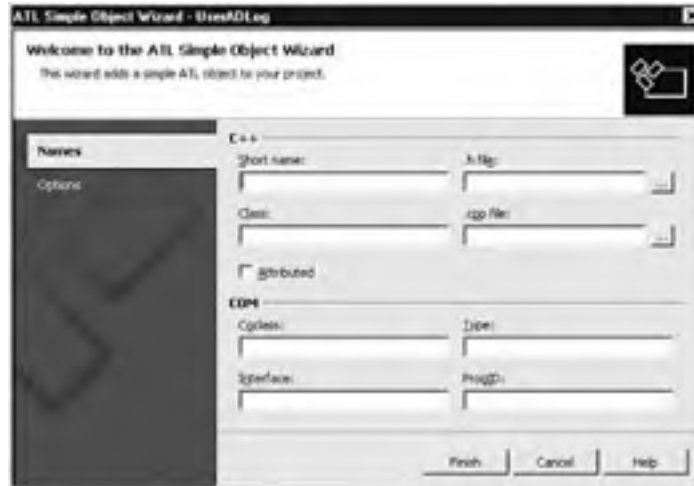 ATL Simple Object Wizard - UserADLog
Welcome to the ATL Simple Object Wizard
This wizard adds a simple ATL object to your project.
Names
Options
C++
Short name:
.h file:
...
Class:
.cpp file:
...
Attributed
COM
Coclass:
Type:
Interface:
ProgID:
Finish
Cancel
Help